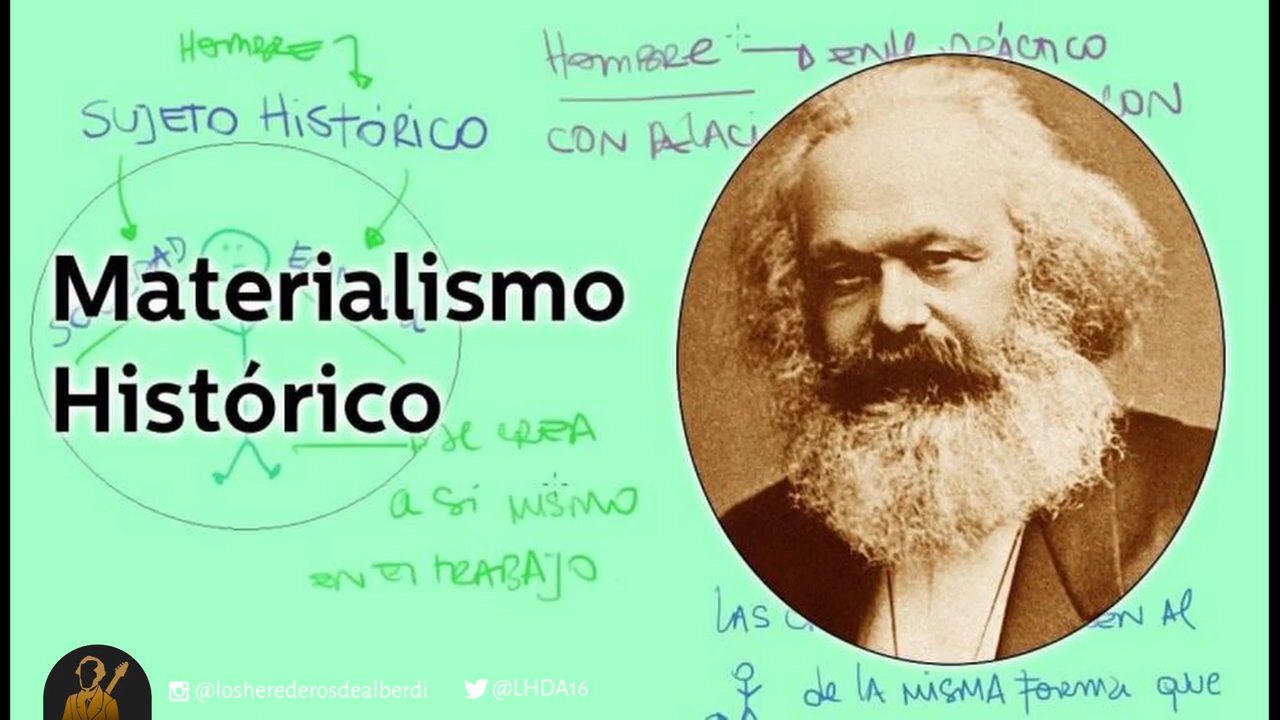 HOMBRE
SUJETO HISTÓRICO
HOMBRE
CON
Materialismo
Histórico
SE CREA
a sí mismo
EN EL TRABAJO
LAS
AL
de la misma forma que
@losherederosdealberdi
@LHDA16